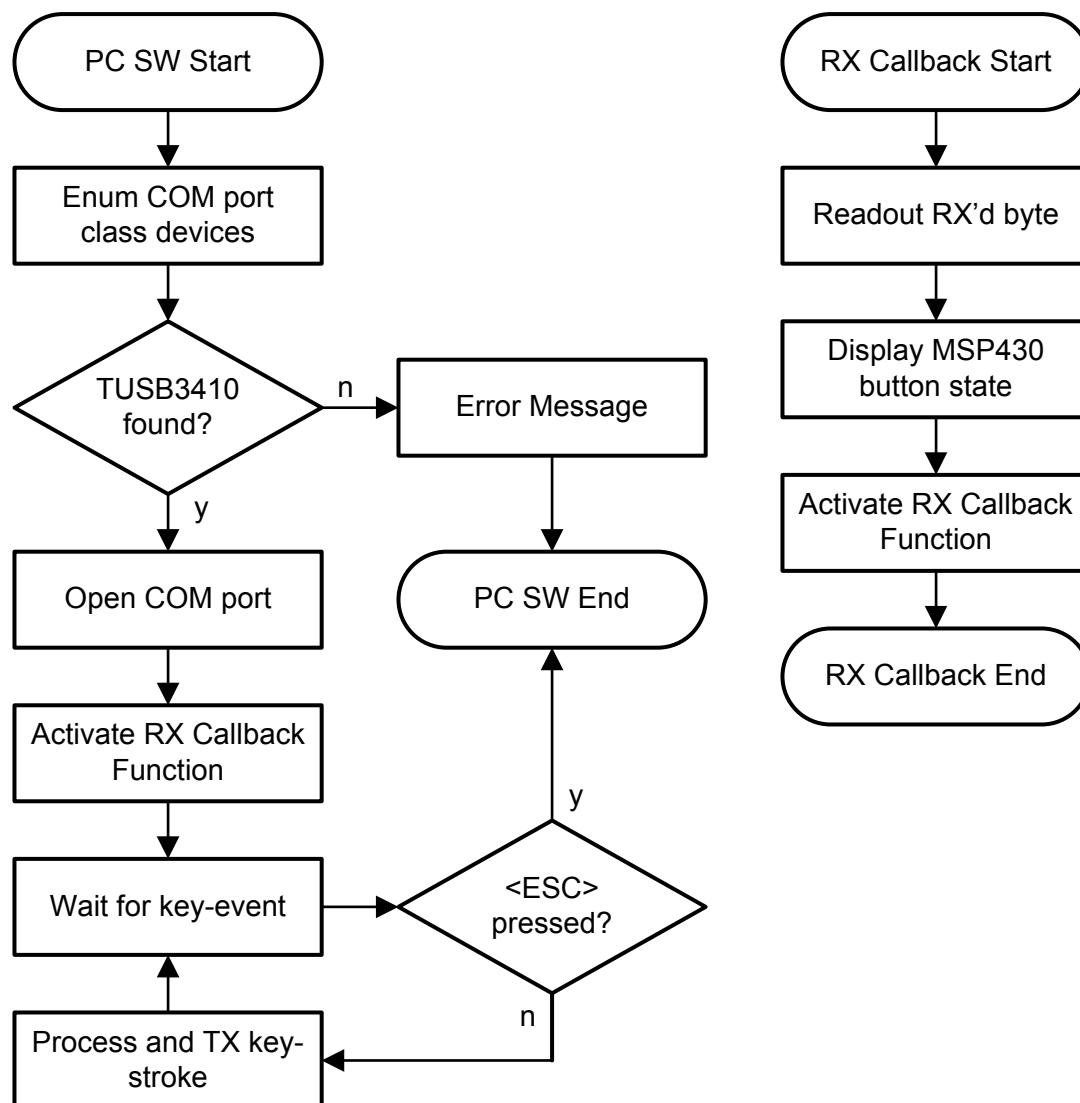 PC SW Start
Enum COM port
class devices
TUSB3410
found?
n
Error Message
y
Open COM port
PC SW End
Activate RX Callback
Function
Wait for key-event
y
<ESC>
pressed?
n
Process and TX key-
stroke
RX Callback Start
Readout RX’d byte
Display MSP430
button state
Activate RX Callback
Function
RX Callback End